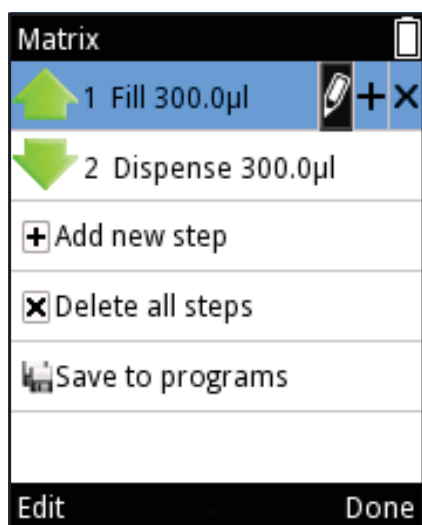 Matrix
1 Fill 300.0µl
2 Dispense 300.0µl
Add new step
Delete all steps
Save to programs
Edit Done